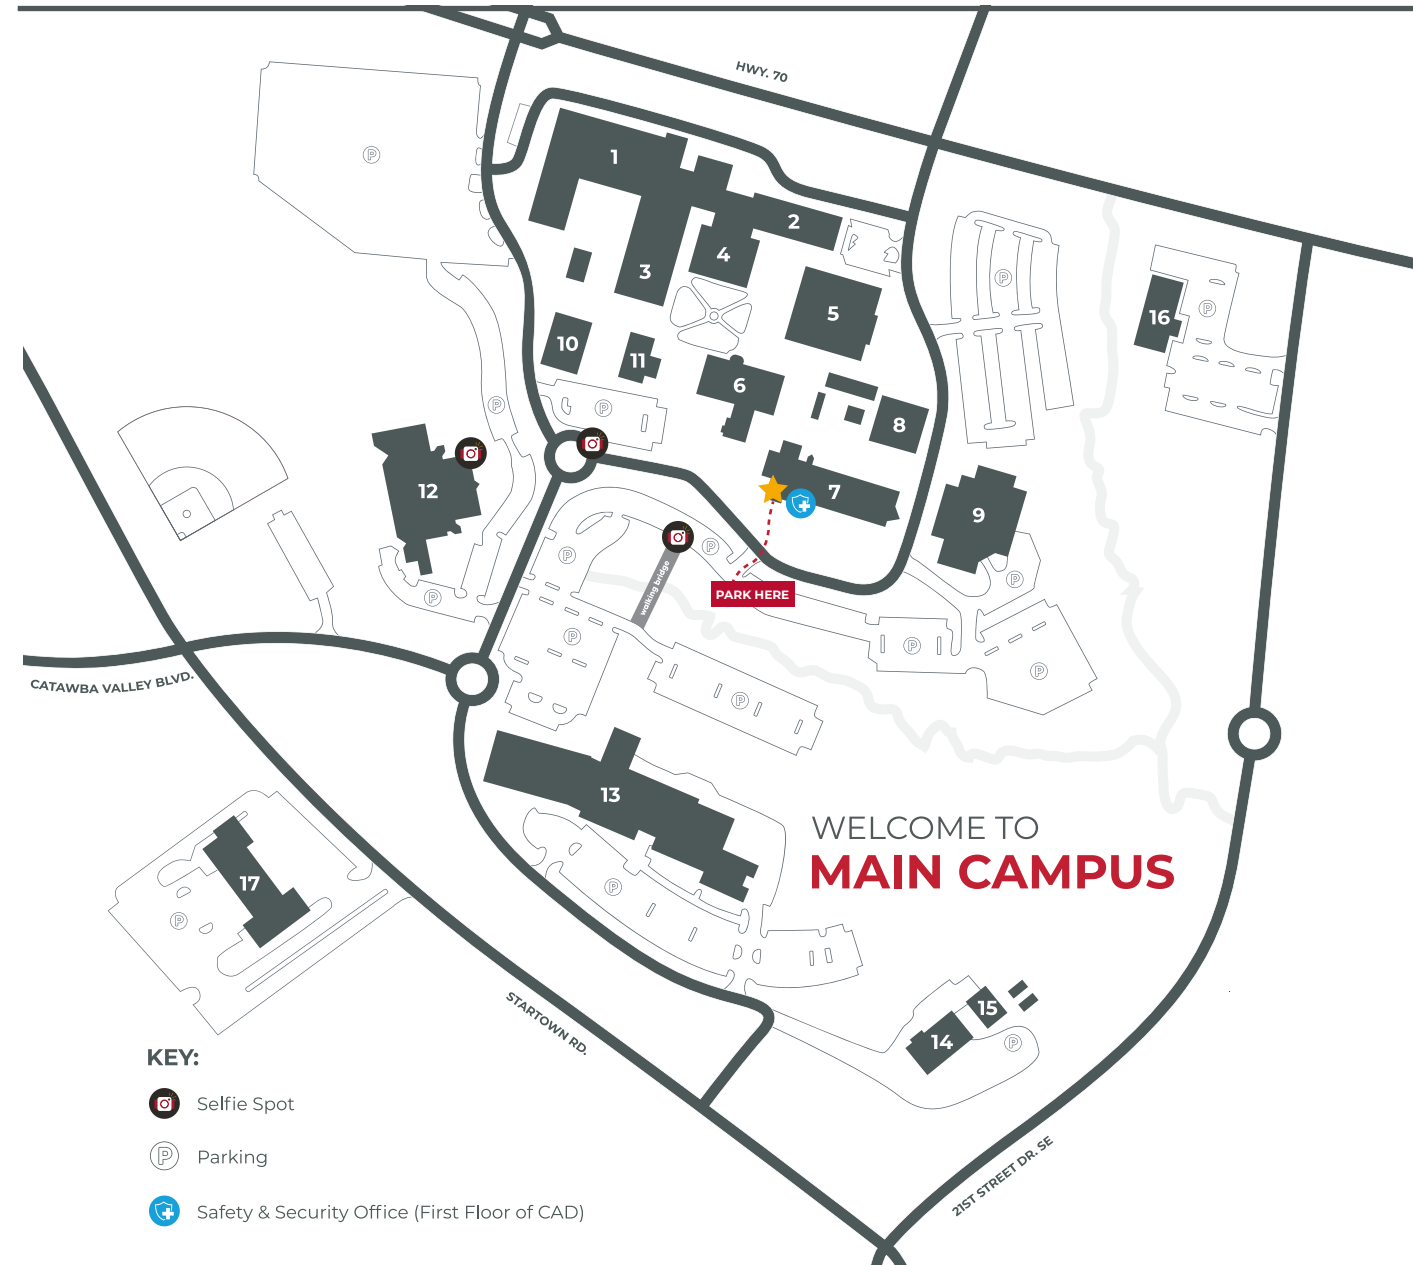 HWY. 70
P
1
2
4
3
5
P
P
16
10
11
6
P
P
8
12
7
9
P
P
walking bridge
P
PARK HERE
P
P
P
P
CATAWBA VALLEY BLVD.
P
13
WELCOME TO
MAIN CAMPUS
17
P
P
STARTOWN RD.
15
14
P
KEY:
Selfie Spot
P Parking
Safety & Security Office (First Floor of CAD)
21ST STREET DR. SE